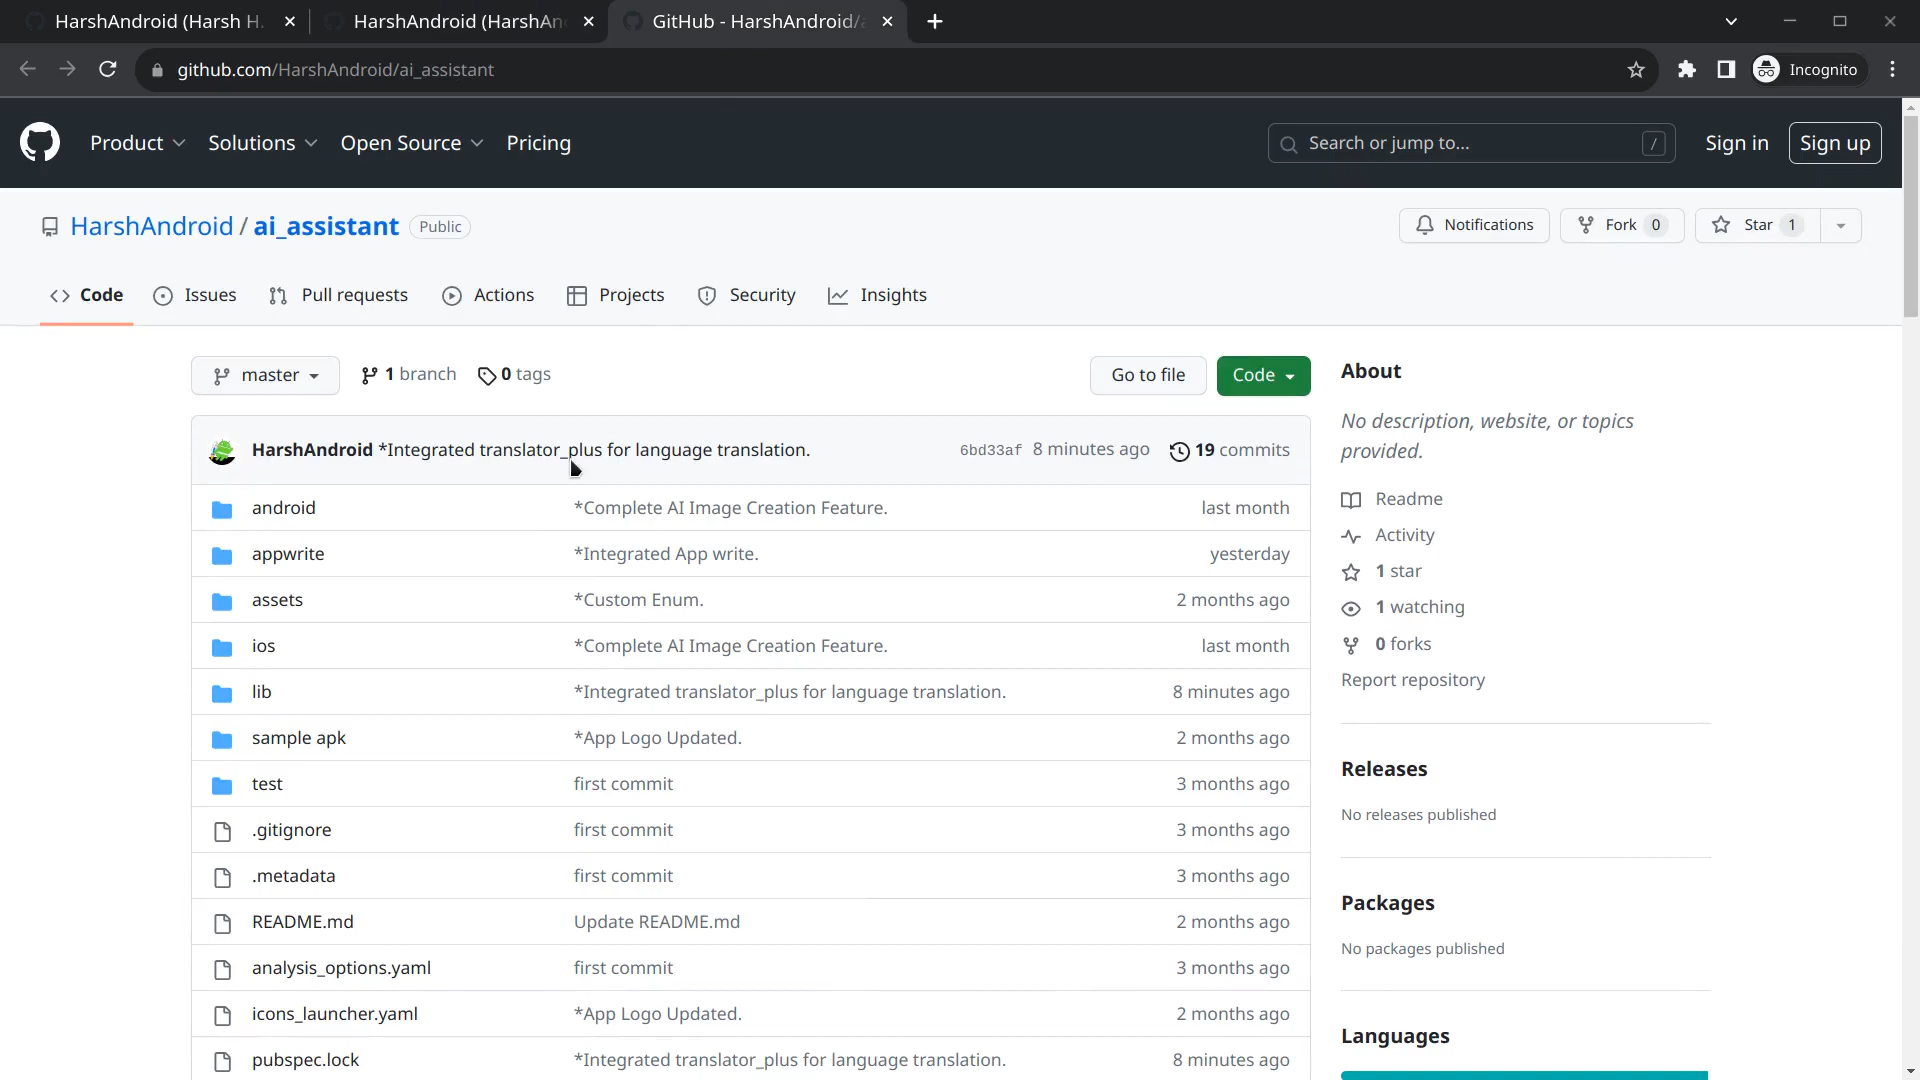 HarshAndroid (Harsh H. HarshAndroid (HarshAn GitHub - HarshAndroid/a
github.com/HarshAndroid/ai_assistant Incognito
Product Solutions Open Source Pricing Search or jump to... / Sign in Sign up
HarshAndroid / ai_assistant Public Notifications Fork 0 Star 1
Code Issues Pull requests Actions Projects Security Insights
master 1 branch 0 tags Go to file Code
HarshAndroid *Integrated translator_plus for language translation. 6bd33af 8 minutes ago 19 commits
android *Complete AI Image Creation Feature. last month
appwrite *Integrated App write. yesterday
assets *Custom Enum. 2 months ago
ios *Complete AI Image Creation Feature. last month
lib *Integrated translator_plus for language translation. 8 minutes ago
sample apk *App Logo Updated. 2 months ago
test first commit 3 months ago
.gitignore first commit 3 months ago
.metadata first commit 3 months ago
README.md Update README.md 2 months ago
analysis_options.yaml first commit 3 months ago
icons_launcher.yaml *App Logo Updated. 2 months ago
pubspec.lock *Integrated translator_plus for language translation. 8 minutes ago
About
No description, website, or topics
provided.
Readme
Activity
1 star
1 watching
0 forks
Report repository
Releases
No releases published
Packages
No packages published
Languages